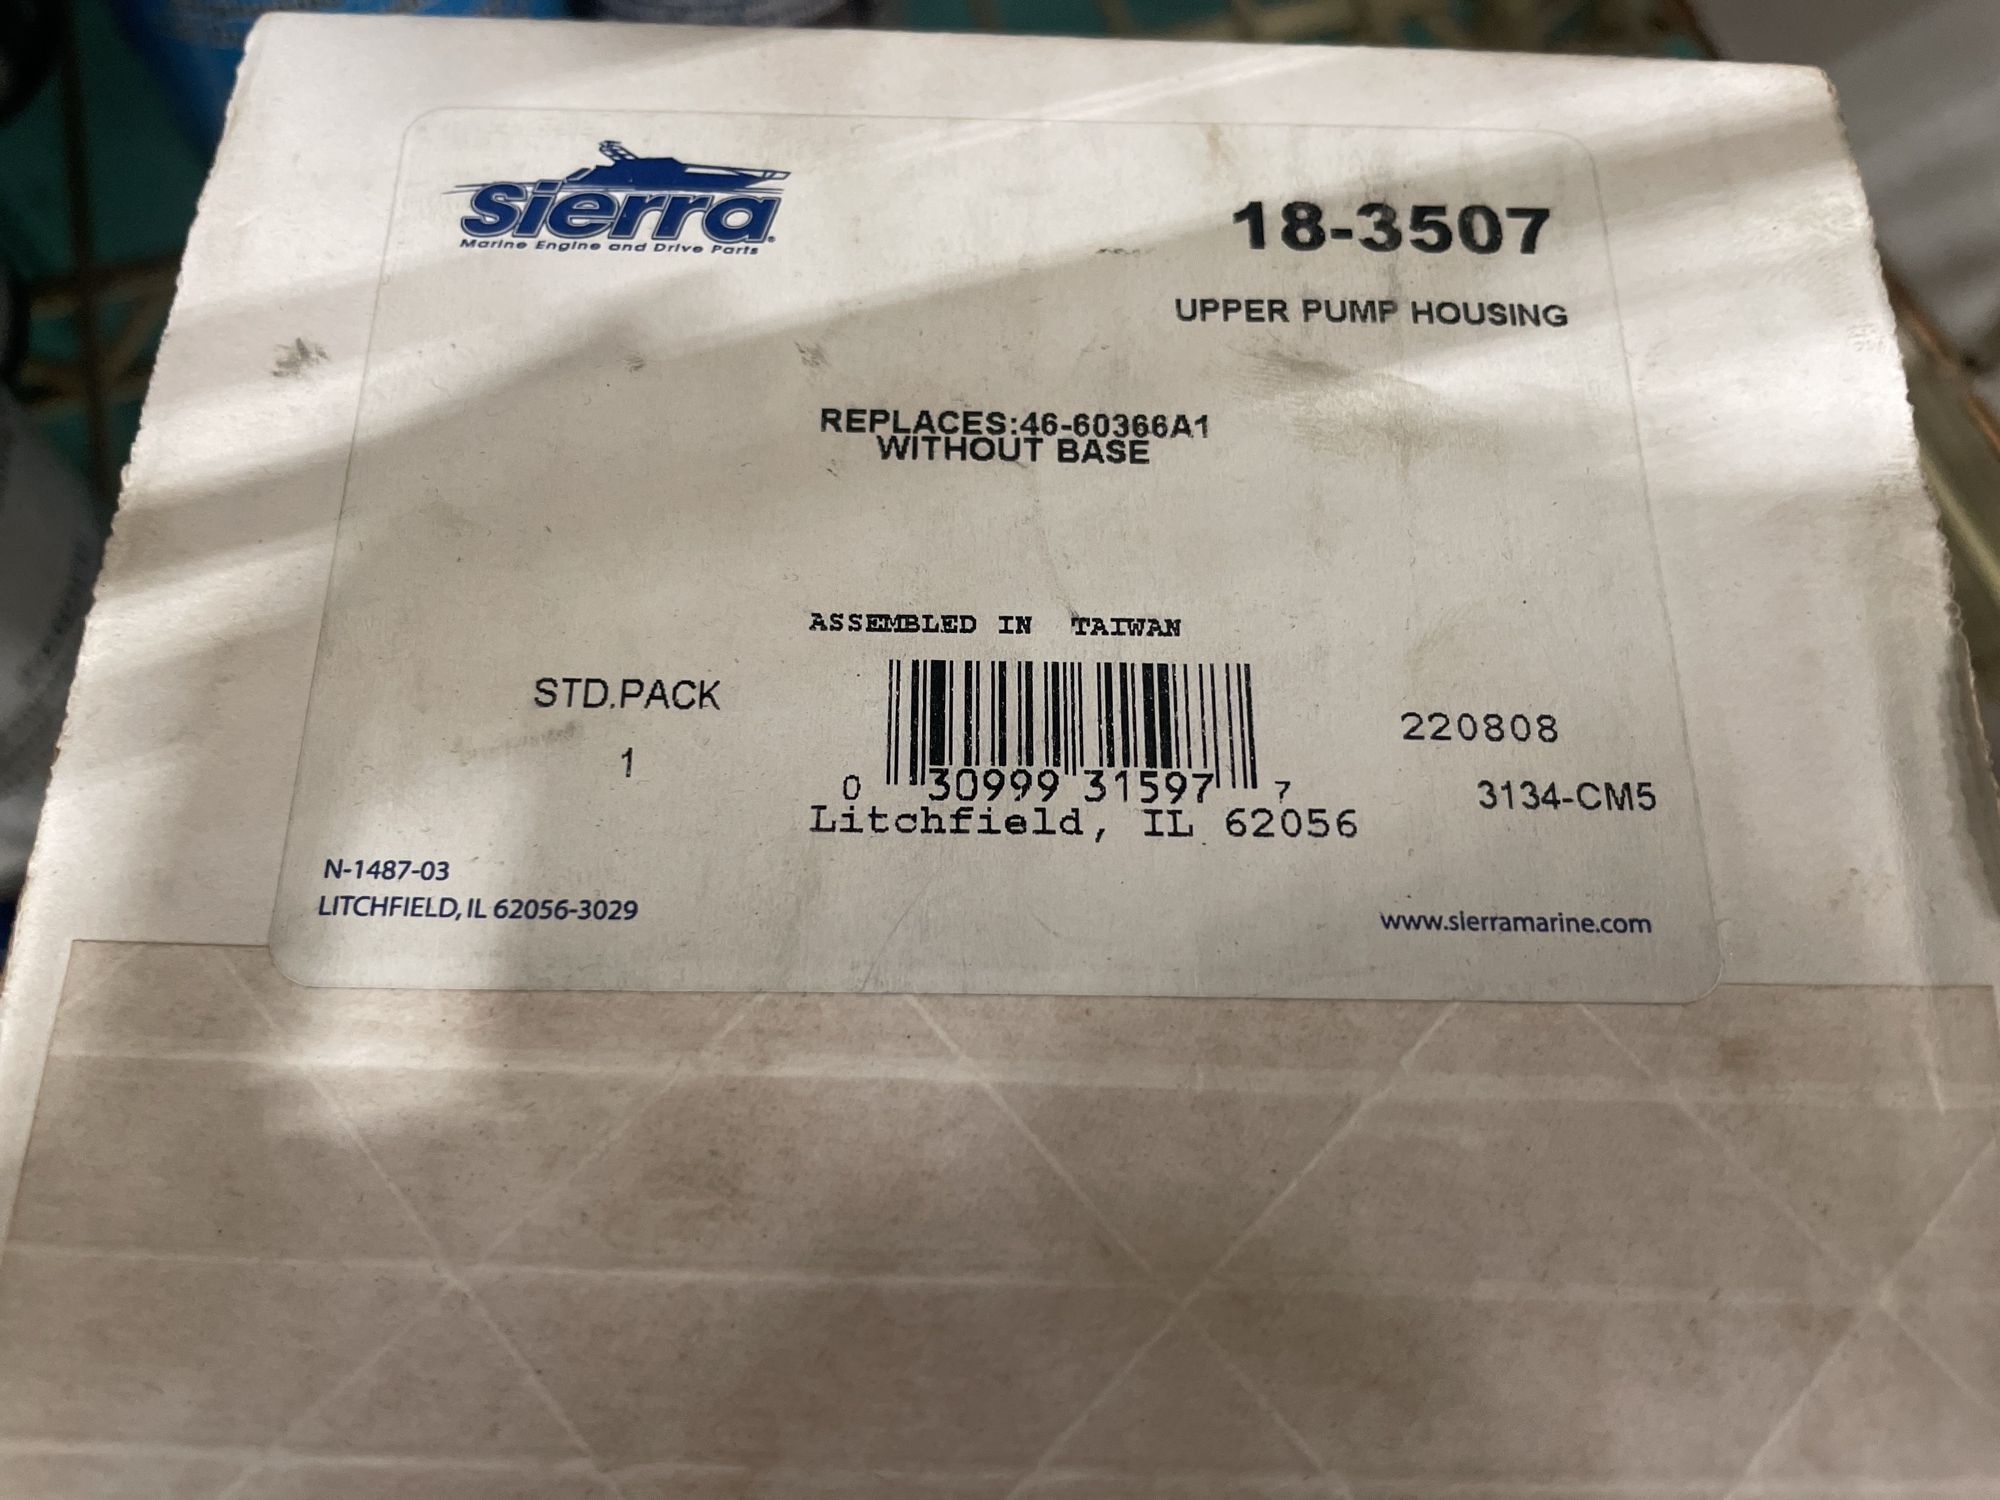 Sierra
Marine Engine and Drive Parts
18-3507
UPPER PUMP HOUSING
REPLACES:46-60366A1
WITHOUT BASE
ASSEMBLED IN TAIWAN
STD.PACK
1
0 30999 31597 7
Litchfield, IL 62056
220808
3134-CM5
N-1487-03
LITCHFIELD, IL 62056-3029
www.sierramarine.com